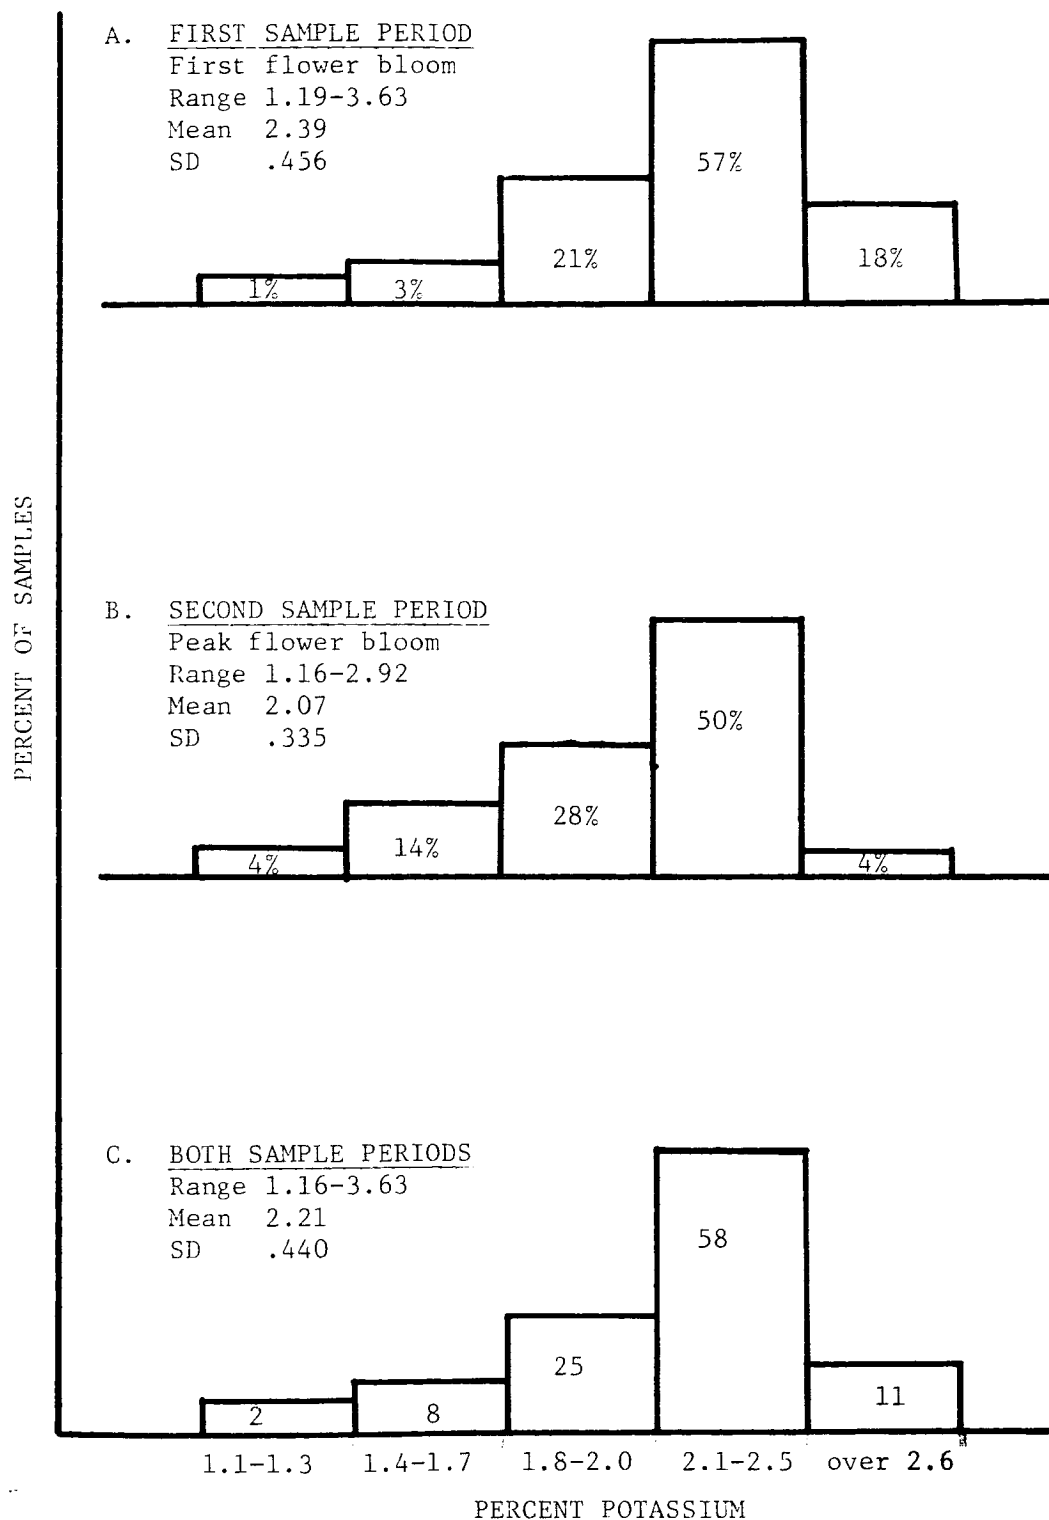 A. FIRST SAMPLE PERIOD
First flower bloom
Range 1.19-3.63
Mean 2.39
SD .456
1%
3%
21%
57%
18%
PERCENT OF SAMPLES
B. SECOND SAMPLE PERIOD
Peak flower bloom
Range 1.16-2.92
Mean 2.07
SD .335
4%
14%
28%
50%
4%
C. BOTH SAMPLE PERIODS
Range 1.16-3.63
Mean 2.21
SD .440
2
8
25
58
11
1.1-1.3 1.4-1.7 1.8-2.0 2.1-2.5 over 2.6
PERCENT POTASSIUM